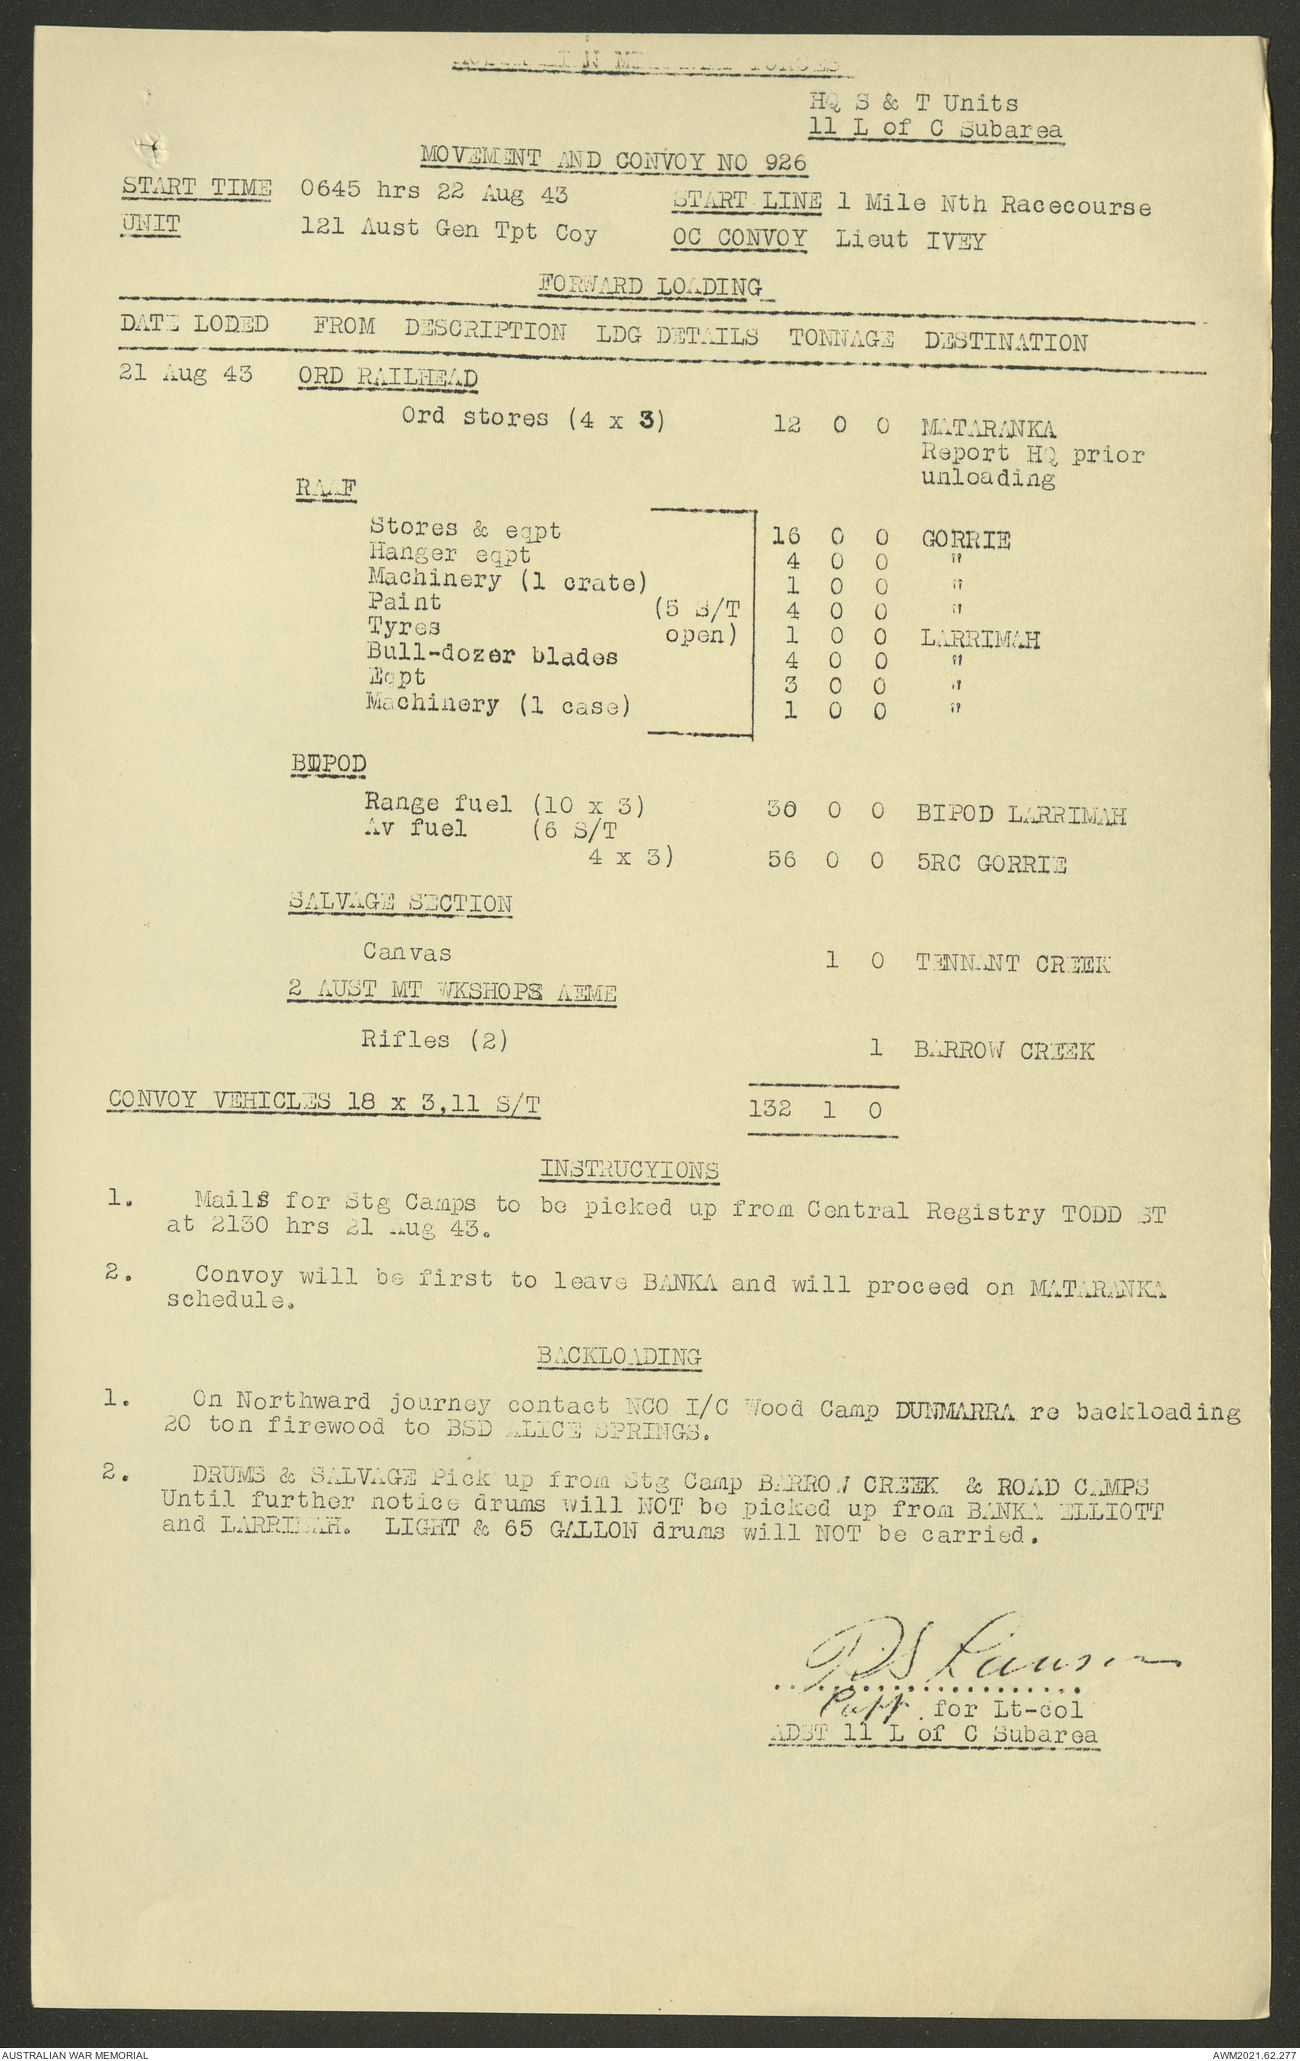 AUSTRALIAN MILITARY FORCES
HQ S & T Units
11 L of C Subarea
MOVEMENT AND CONVOY NO 926
START TIME 0645 hrs 22 Aug 43 START LINE 1 Mile Nth Racecourse
UNIT 121 Aust Gen Tpt Coy OC CONVOY Lieut IVEY
FORWARD LOADING
DATE LODED FROM DESCRIPTION LDG DETAILS TONNAGE DESTINATION
21 Aug 43 ORD RAILHEAD
Ord stores (4 x 3) 12 0 0 MATARANKA
Report HQ prior
unloading
RAAF
Stores & eqpt 16 0 0 GORRIE
Hanger eqpt 4 0 0 "
Machinery (1 crate) 1 0 0 "
Paint (5 S/T 4 0 0 "
Tyres open) 1 0 0 LARRIMAH
Bull-dozer blades 4 0 0 "
Eqpt 3 0 0 "
Machinery (1 case) 1 0 0 "
BIPOD
Range fuel (10 x 3) 30 0 0 BIPOD LARRIMAH
Av fuel (6 S/T
4 x 3) 56 0 0 5RC GORRIE
SALVAGE SECTION
Canvas 1 0 TENNANT CREEK
2 AUST MT WKSHOPS AEME
Rifles (2) 1 BARROW CREEK
CONVOY VEHICLES 18 x 3,11 S/T 132 1 0
INSTRUCYIONS
1. Mails for Stg Camps to be picked up from Central Registry TODD ST
at 2130 hrs 21 Aug 43.
2. Convoy will be first to leave BANKA and will proceed on MATARANKA
schedule.
BACKLOADING
1. On Northward journey contact NCO I/C Wood Camp DUNMARRA re backloading
20 ton firewood to BSD ALICE SPRINGS.
2. DRUMS & SALVAGE Pick up from Stg Camp BARROW CREEK & ROAD CAMPS
Until further notice drums will NOT be picked up from BANKA ELLIOTT
and LARRIMAH. LIGHT & 65 GALLON drums will NOT be carried.
Capt. for Lt-col
ADST 11 L of C Subarea
AUSTRALIAN WAR MEMORIAL AWM2021.62.277